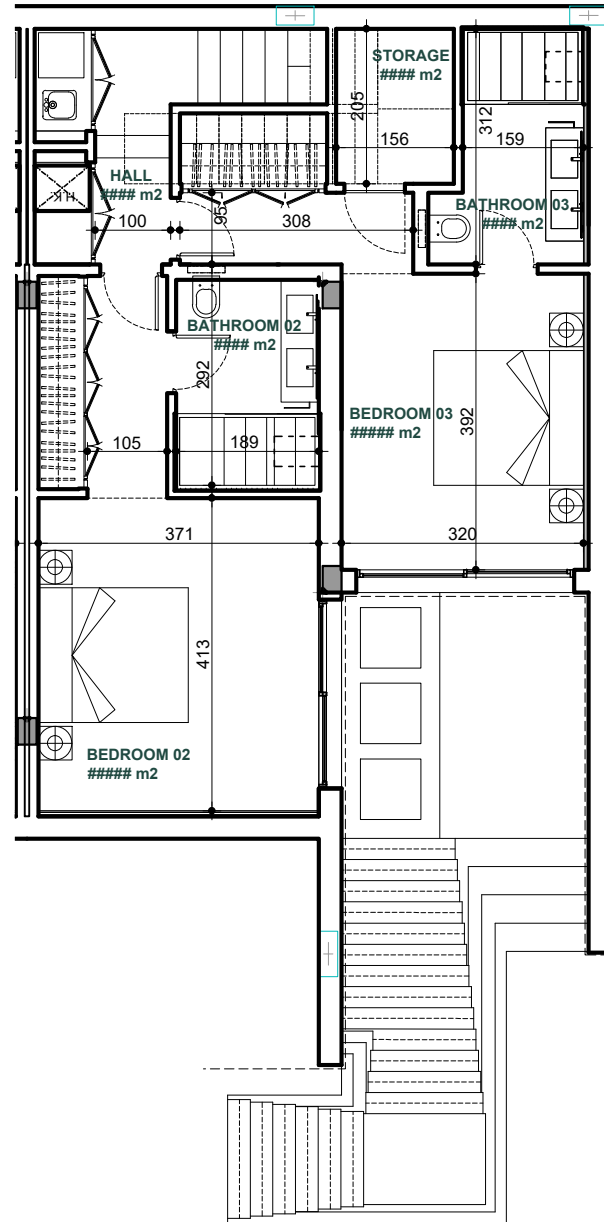 STORAGE
#### m2
205
156
312
159
HALL
#### m2
H.K
100
95
308
BATHROOM 03
#### m2
BATHROOM 02
#### m2
292
BEDROOM 03
##### m2
392
105
189
371
320
413
BEDROOM 02
##### m2